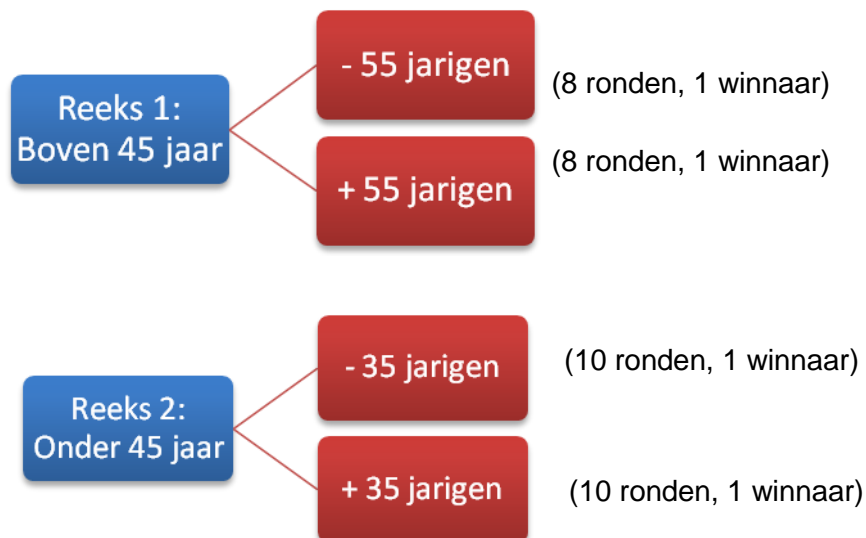 Reeks 1:
Boven 45 jaar
- 55 jarigen
(8 ronden, 1 winnaar)
+ 55 jarigen
(8 ronden, 1 winnaar)
Reeks 2:
Onder 45 jaar
- 35 jarigen
(10 ronden, 1 winnaar)
+ 35 jarigen
(10 ronden, 1 winnaar)